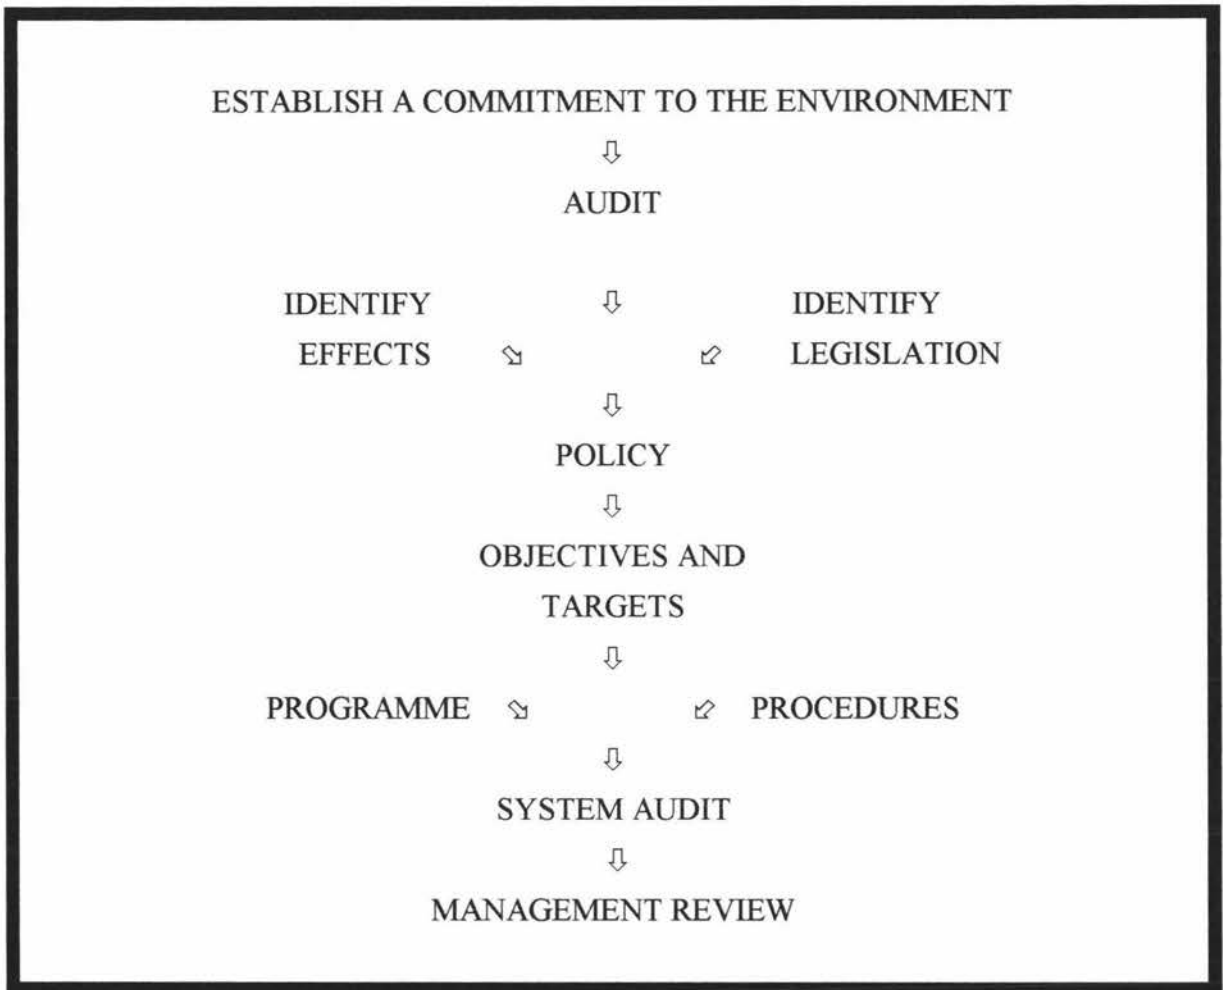 ESTABLISH A COMMITMENT TO THE ENVIRONMENT
⇩
AUDIT
IDENTIFY ⇩ IDENTIFY
EFFECTS ⬂ ⬃ LEGISLATION
⇩
POLICY
⇩
OBJECTIVES AND
TARGETS
⇩
PROGRAMME ⬂ ⬃ PROCEDURES
⇩
SYSTEM AUDIT
⇩
MANAGEMENT REVIEW